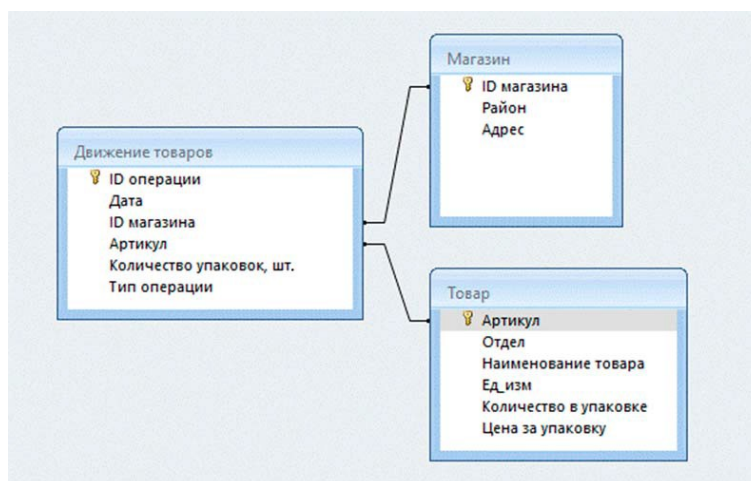 Движение товаров
ID операции
Дата
ID магазина
Артикул
Количество упаковок, шт.
Тип операции
Магазин
ID магазина
Район
Адрес
Товар
Артикул
Отдел
Наименование товара
Ед_изм
Количество в упаковке
Цена за упаковку